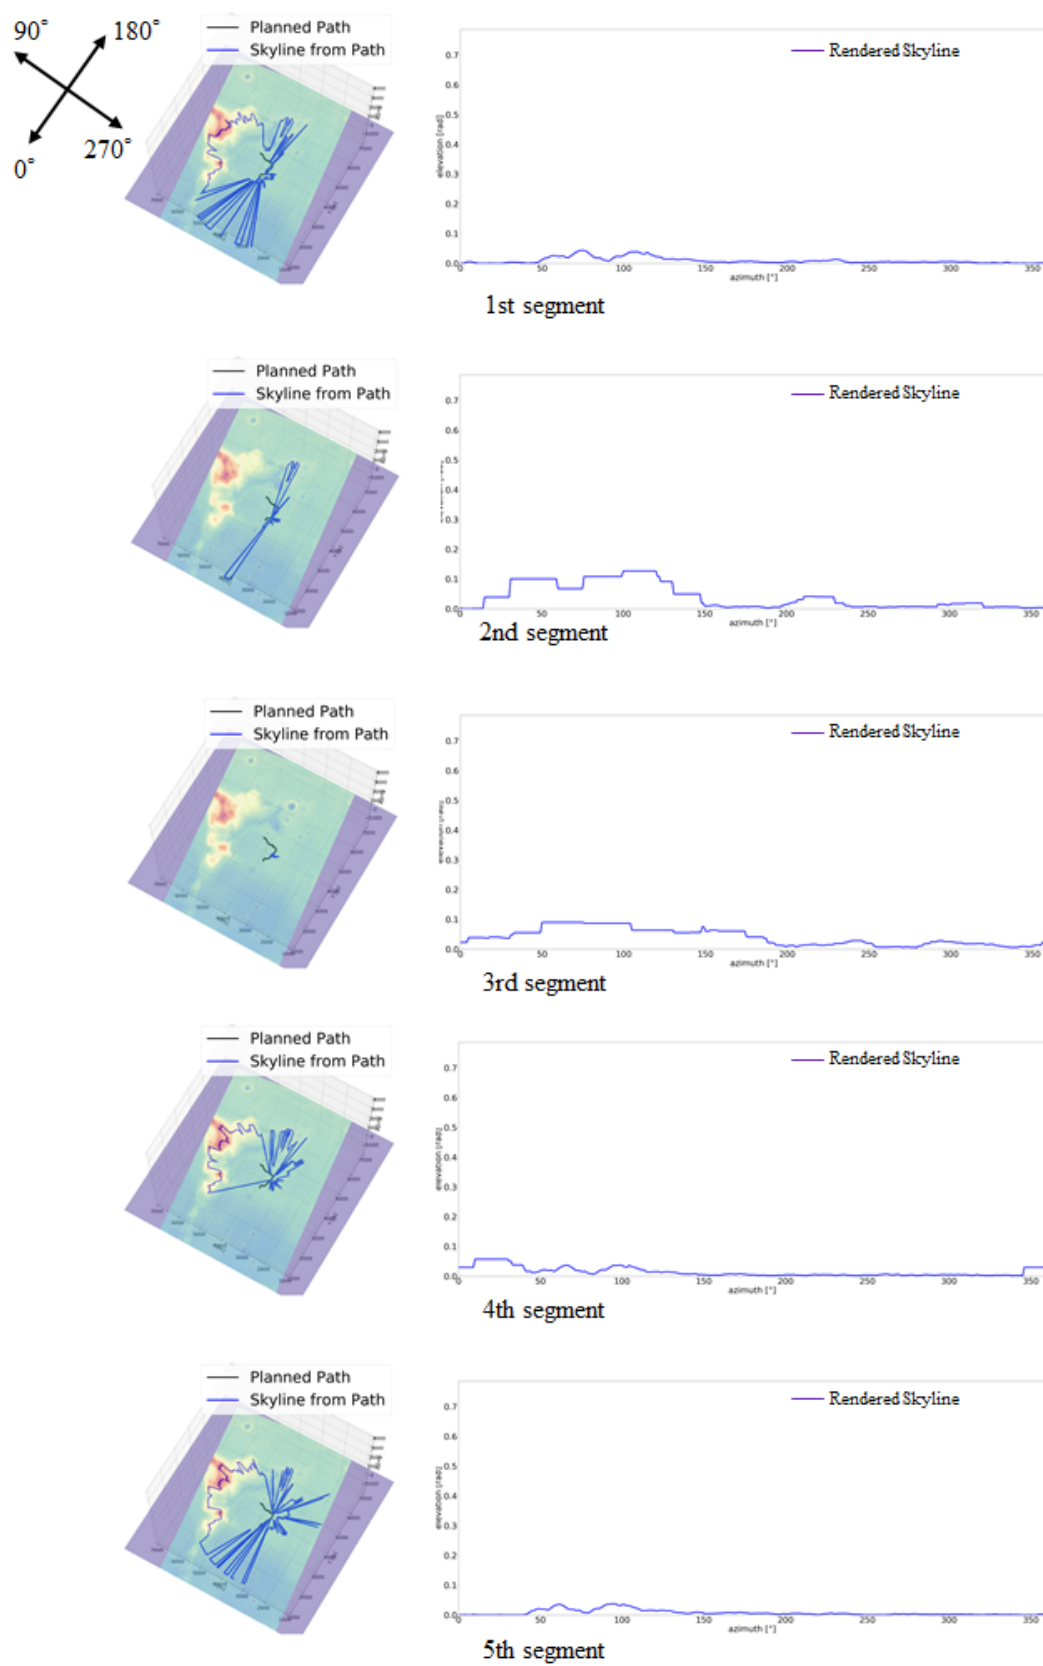 90° 180°
0° 270°
Planned Path
Skyline from Path
Rendered Skyline
elevation [rad]
0.7
0.6
0.5
0.4
0.3
0.2
0.1
0.0
0 50 100 150 200 250 300 350
azimuth [°]
1st segment
Planned Path
Skyline from Path
Rendered Skyline
0.7
0.6
0.5
0.4
0.3
0.2
0.1
0.0
0 50 100 150 200 250 300 350
azimuth [°]
2nd segment
Planned Path
Skyline from Path
Rendered Skyline
0.7
0.6
0.5
0.4
0.3
0.2
0.1
0.0
0 50 100 150 200 250 300 350
azimuth [°]
3rd segment
Planned Path
Skyline from Path
Rendered Skyline
elevation [rad]
0.7
0.6
0.5
0.4
0.3
0.2
0.1
0.0
0 50 100 150 200 250 300 350
azimuth [°]
4th segment
Planned Path
Skyline from Path
Rendered Skyline
elevation [rad]
0.7
0.6
0.5
0.4
0.3
0.2
0.1
0.0
0 50 100 150 200 250 300 350
azimuth [°]
5th segment